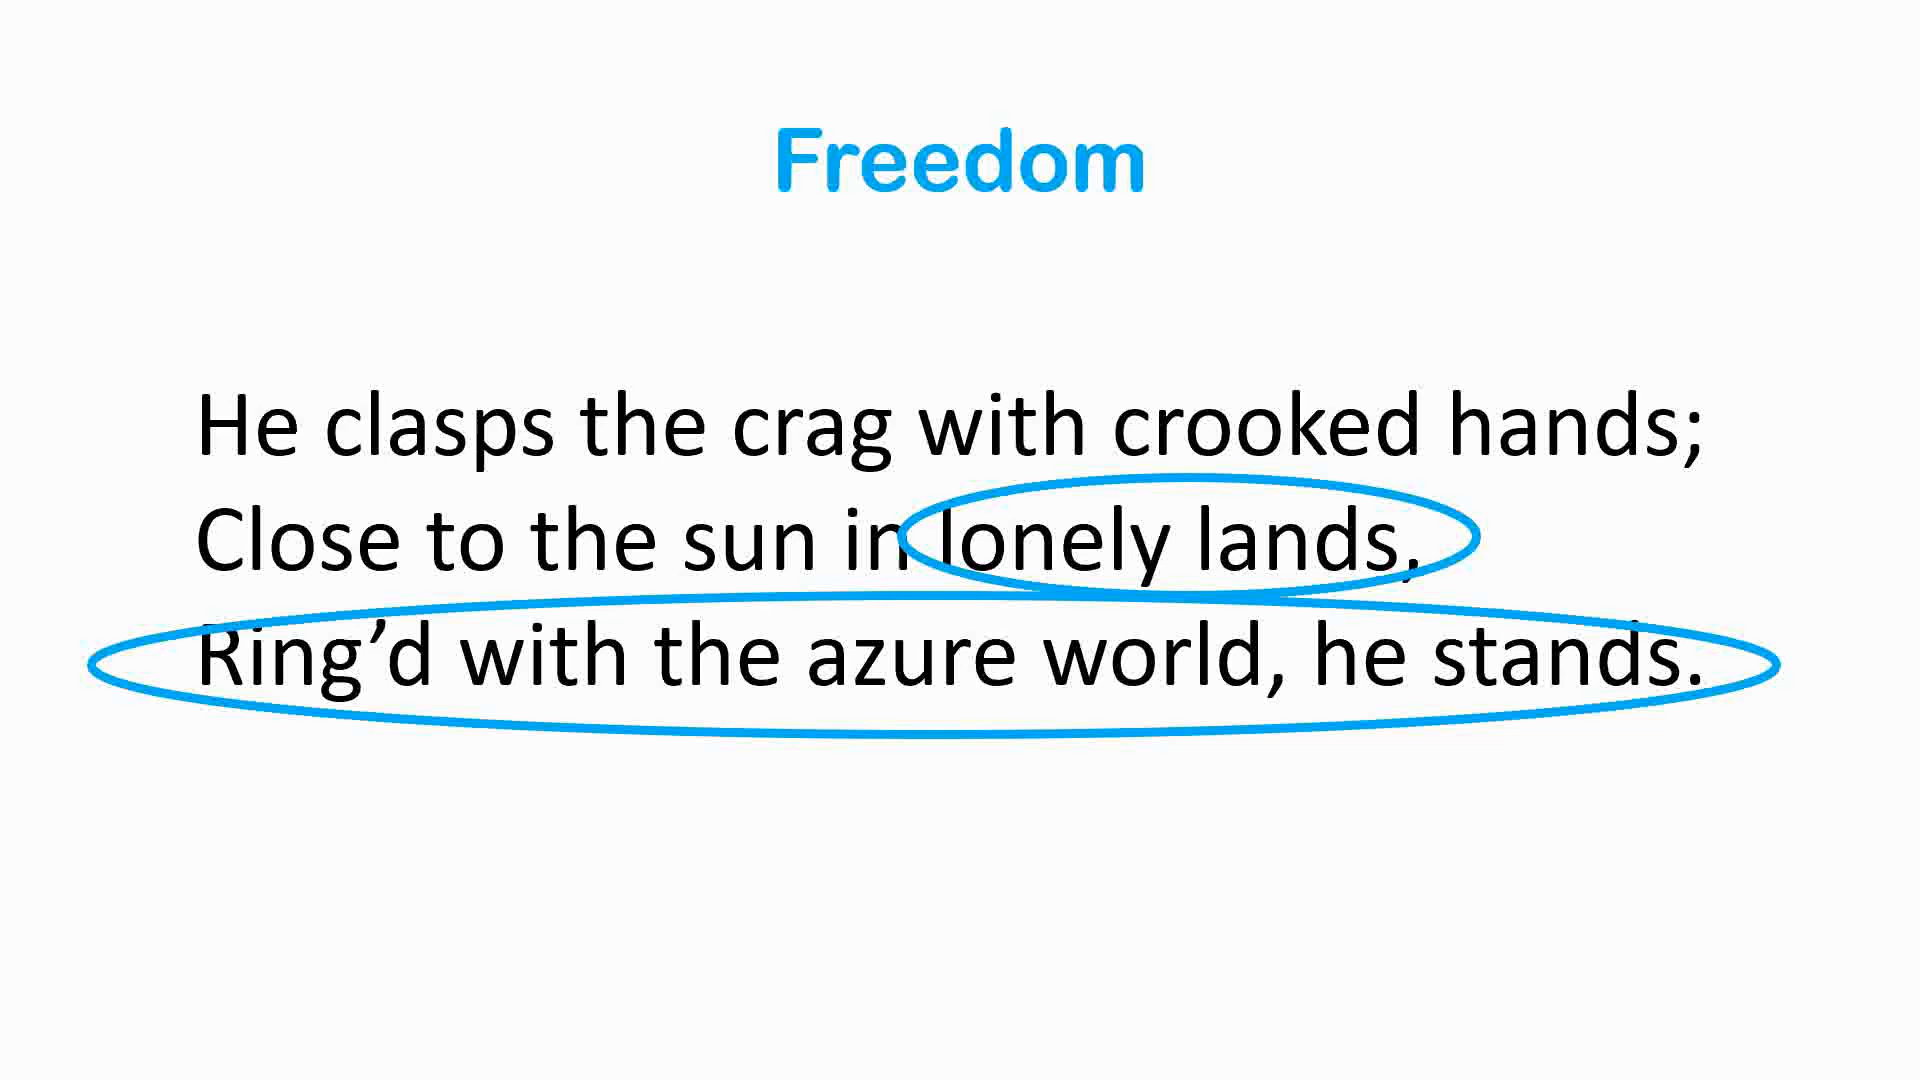 Freedom
He clasps the crag with crooked hands;
Close to the sun in lonely lands,
Ring’d with the azure world, he stands.